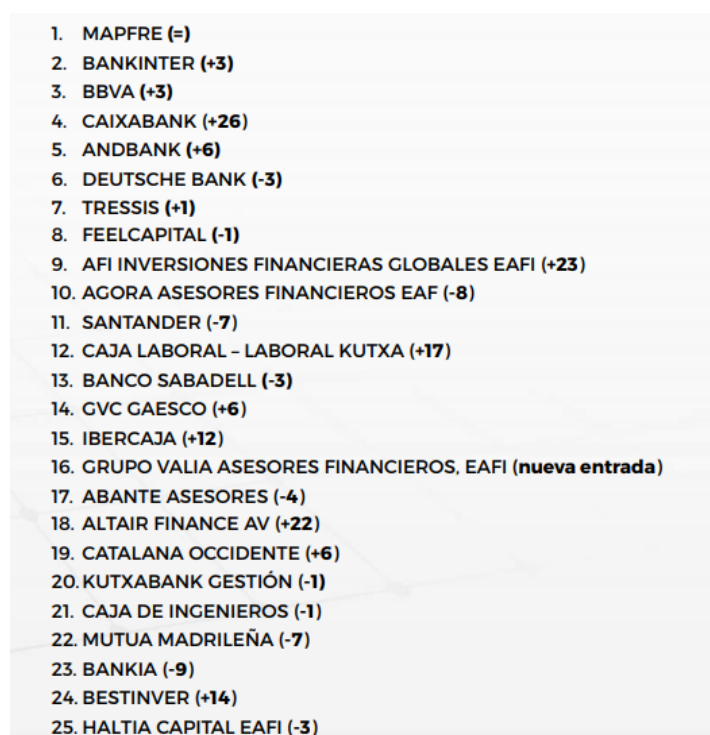 1. MAPFRE (=)
2. BANKINTER (+3)
3. BBVA (+3)
4. CAIXABANK (+26)
5. ANDBANK (+6)
6. DEUTSCHE BANK (-3)
7. TRESSIS (+1)
8. FEELCAPITAL (-1)
9. AFI INVERSIONES FINANCIERAS GLOBALES EAFI (+23)
10. AGORA ASESORES FINANCIEROS EAF (-8)
11. SANTANDER (-7)
12. CAJA LABORAL – LABORAL KUTXA (+17)
13. BANCO SABADELL (-3)
14. GVC GAESCO (+6)
15. IBERCAJA (+12)
16. GRUPO VALIA ASESORES FINANCIEROS, EAFI (nueva entrada)
17. ABANTE ASESORES (-4)
18. ALTAIR FINANCE AV (+22)
19. CATALANA OCCIDENTE (+6)
20. KUTXABANK GESTIÓN (-1)
21. CAJA DE INGENIEROS (-1)
22. MUTUA MADRILEÑA (-7)
23. BANKIA (-9)
24. BESTINVER (+14)
25. HALTIA CAPITAL EAFI (-3)